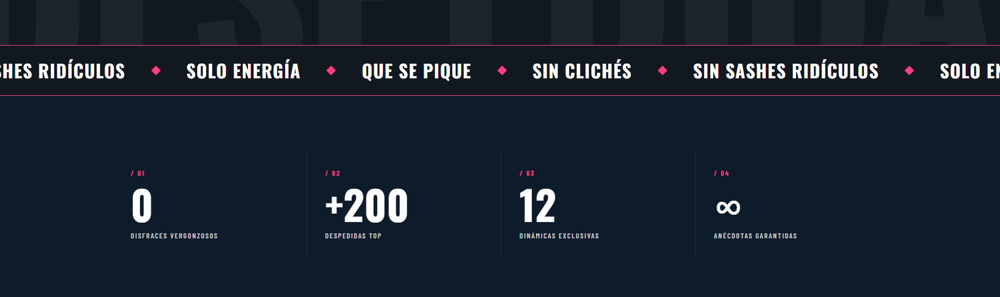 SHES RIDÍCULOS ◆ SOLO ENERGÍA ◆ QUE SE PIQUE ◆ SIN CLICHÉS ◆ SIN SASHES RIDÍCULOS ◆ SOLO EN
/ 01
0
DISFRACES VERGONZOSOS
/ 02
+200
DESPEDIDAS TOP
/ 03
12
DINÁMICAS EXCLUSIVAS
/ 04
∞
ANÉCDOTAS GARANTIDAS